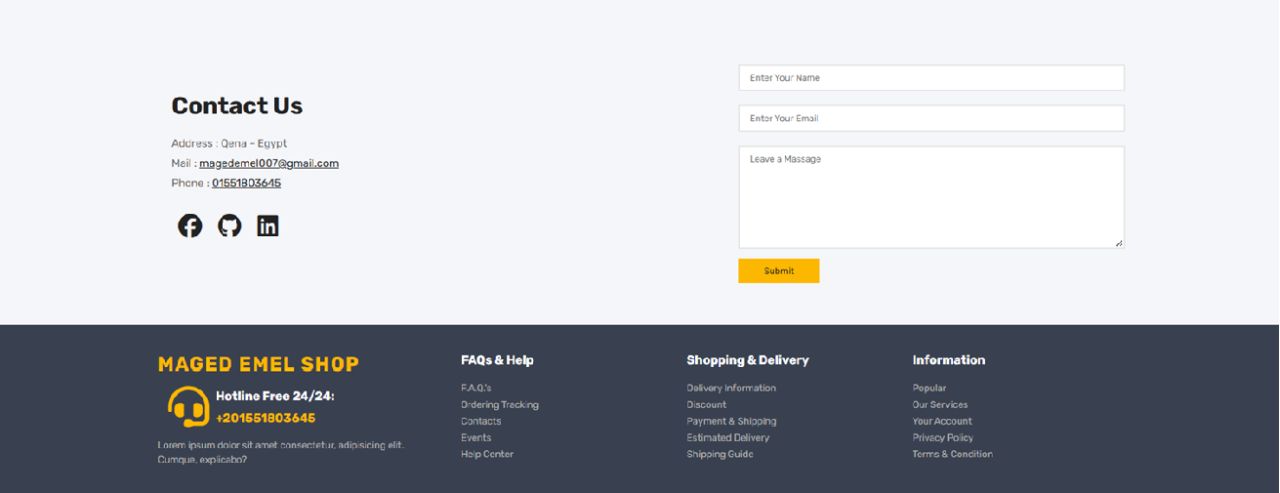 Contact Us
Address : Qena - Egypt
Mail : magedemel007@gmail.com
Phone : 01551803645
Enter Your Name
Enter Your Email
Leave a Massage
Submit
MAGED EMEL SHOP
Hotline Free 24/24:
+201551803645
Lorem ipsum dolor sit amet consectetur, adipisicing elit.
Cumque, explicabo?
FAQs & Help
F.A.Q.'s
Ordering Tracking
Contacts
Events
Help Center
Shopping & Delivery
Delivery Information
Discount
Payment & Shipping
Estimated Delivery
Shipping Guide
Information
Popular
Our Services
Your Account
Privacy Policy
Terms & Condition